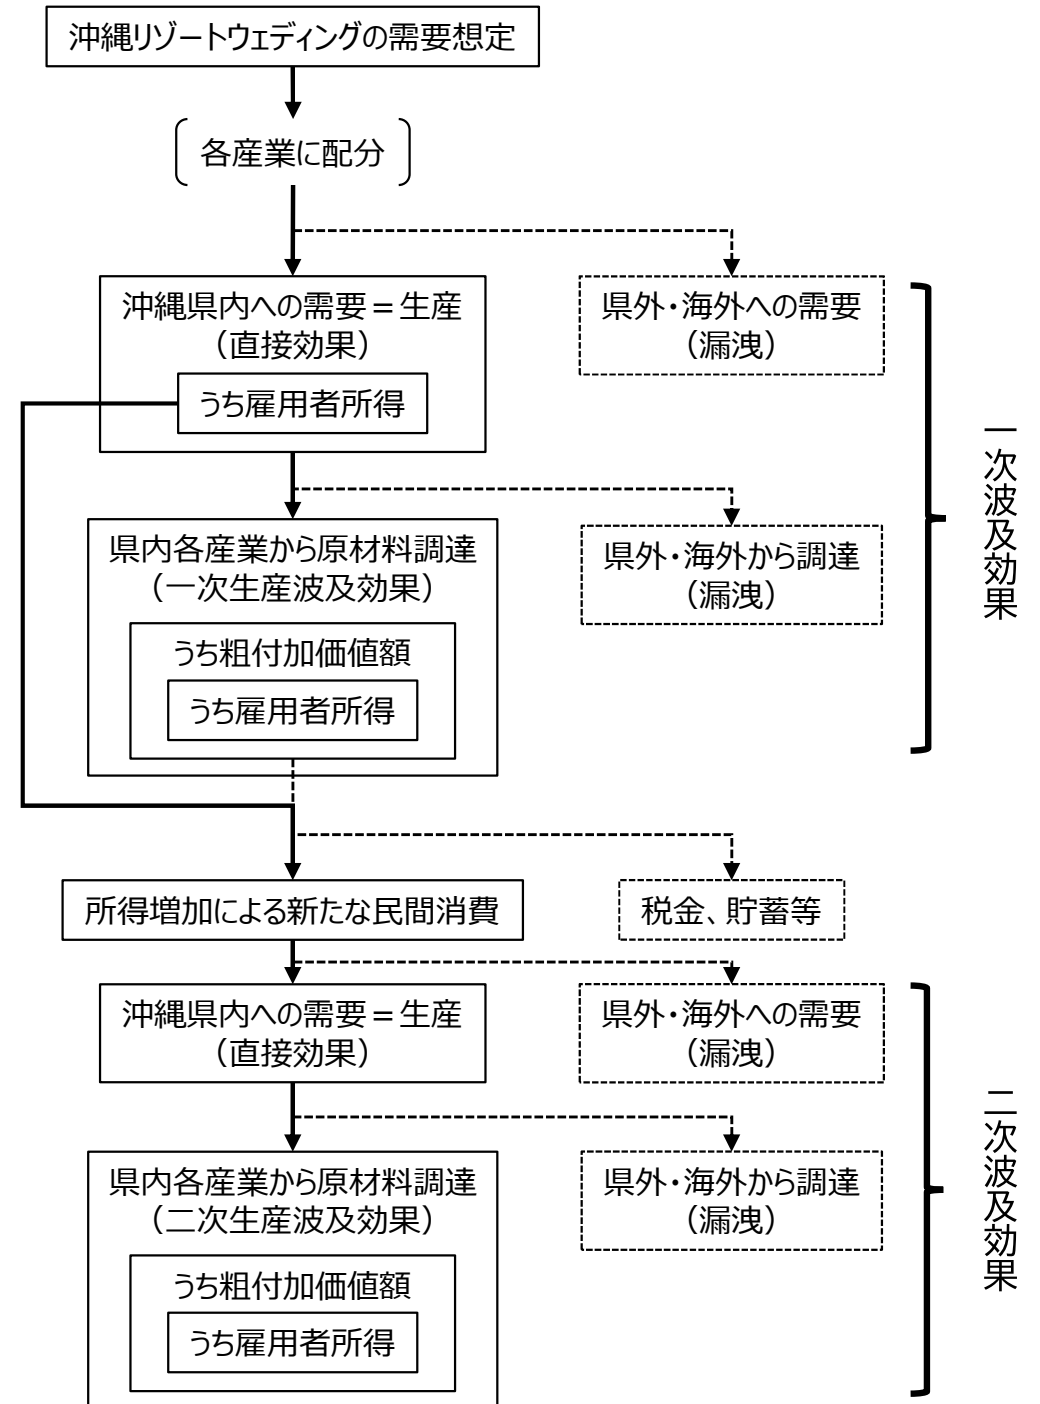 沖縄リゾートウェディングの需要想定
各産業に配分
沖縄県内への需要=生産
(直接効果)
うち雇用者所得
県外・海外への需要
(漏洩)
県内各産業から原材料調達
(一次生産波及効果)
うち粗付加価値額
うち雇用者所得
県外・海外から調達
(漏洩)
一次波及効果
所得増加による新たな民間消費
税金、貯蓄等
沖縄県内への需要=生産
(直接効果)
県外・海外への需要
(漏洩)
県内各産業から原材料調達
(二次生産波及効果)
うち粗付加価値額
うち雇用者所得
県外・海外から調達
(漏洩)
二次波及効果